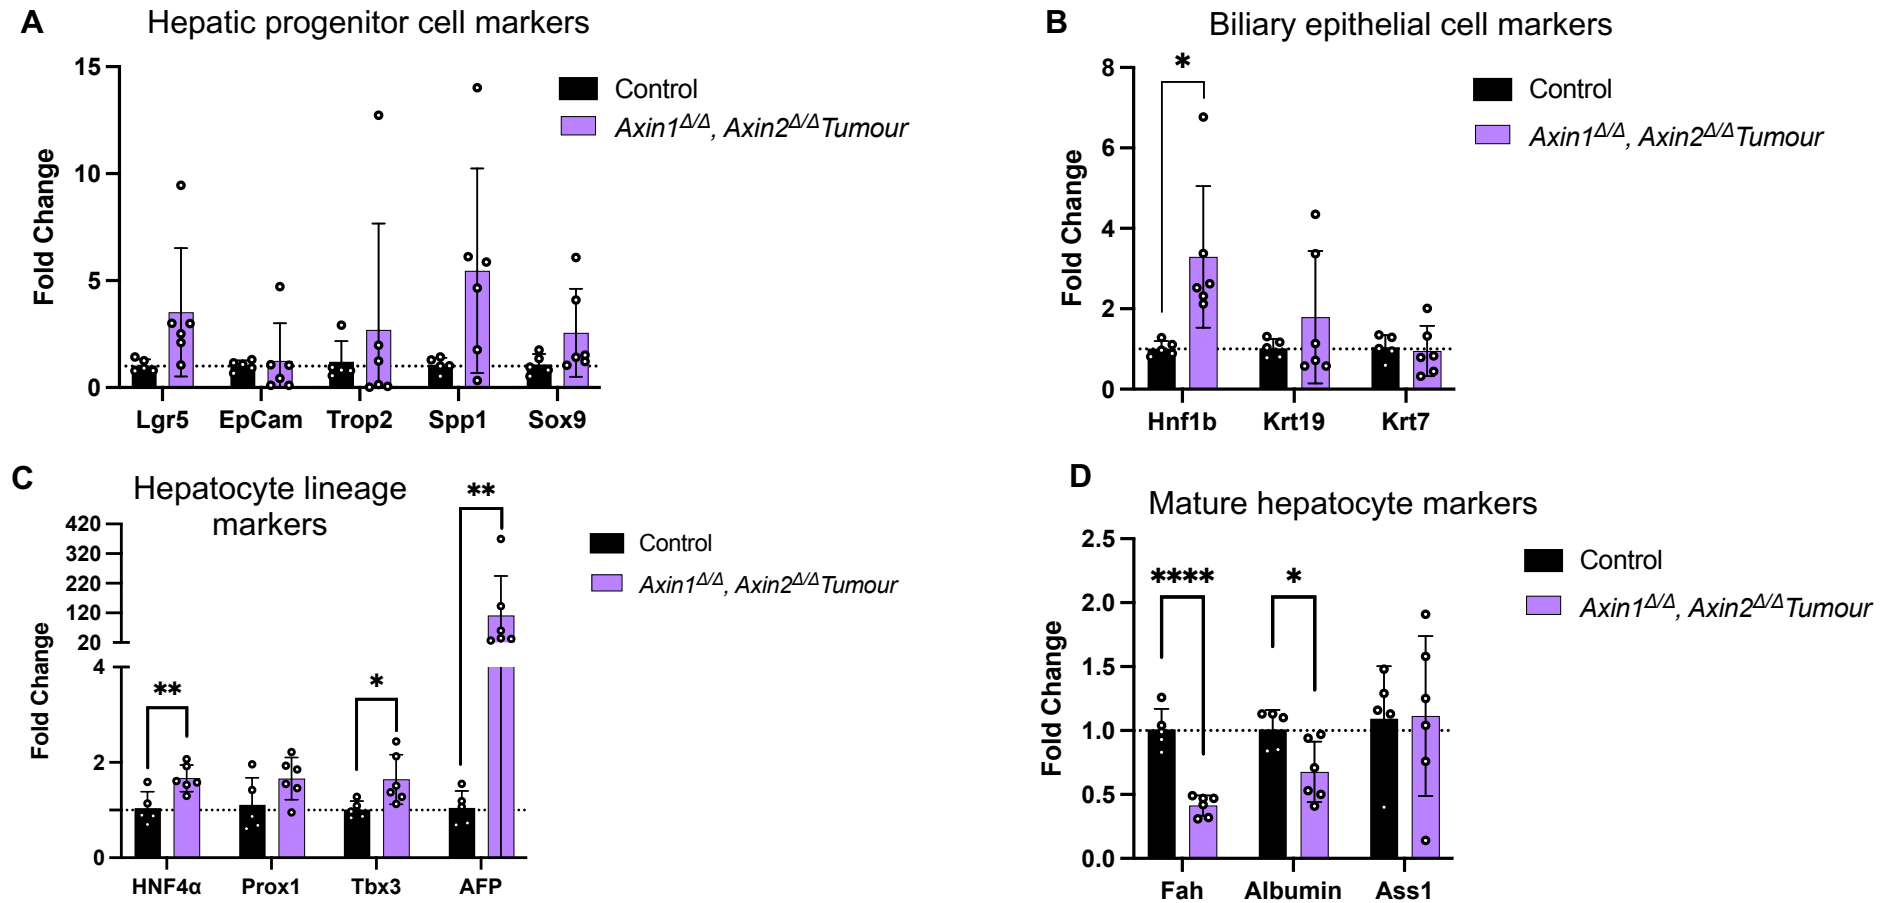 A Hepatic progenitor cell markers
Fold Change
15
10
5
0
Control
Axin1Δ/Δ, Axin2Δ/ΔTumour
Lgr5 EpCam Trop2 Spp1 Sox9
B Biliary epithelial cell markers
Fold Change
8
6
4
2
0
*
Control
Axin1Δ/Δ, Axin2Δ/ΔTumour
Hnf1b Krt19 Krt7
C Hepatocyte lineage
markers
Fold Change
420
320
220
120
20
4
2
0
** * **
Control
Axin1Δ/Δ, Axin2Δ/ΔTumour
HNF4α Prox1 Tbx3 AFP
D
Mature hepatocyte markers
Fold Change
2.5
2.0
1.5
1.0
0.5
0.0
**** *
Control
Axin1Δ/Δ, Axin2Δ/ΔTumour
Fah Albumin Ass1